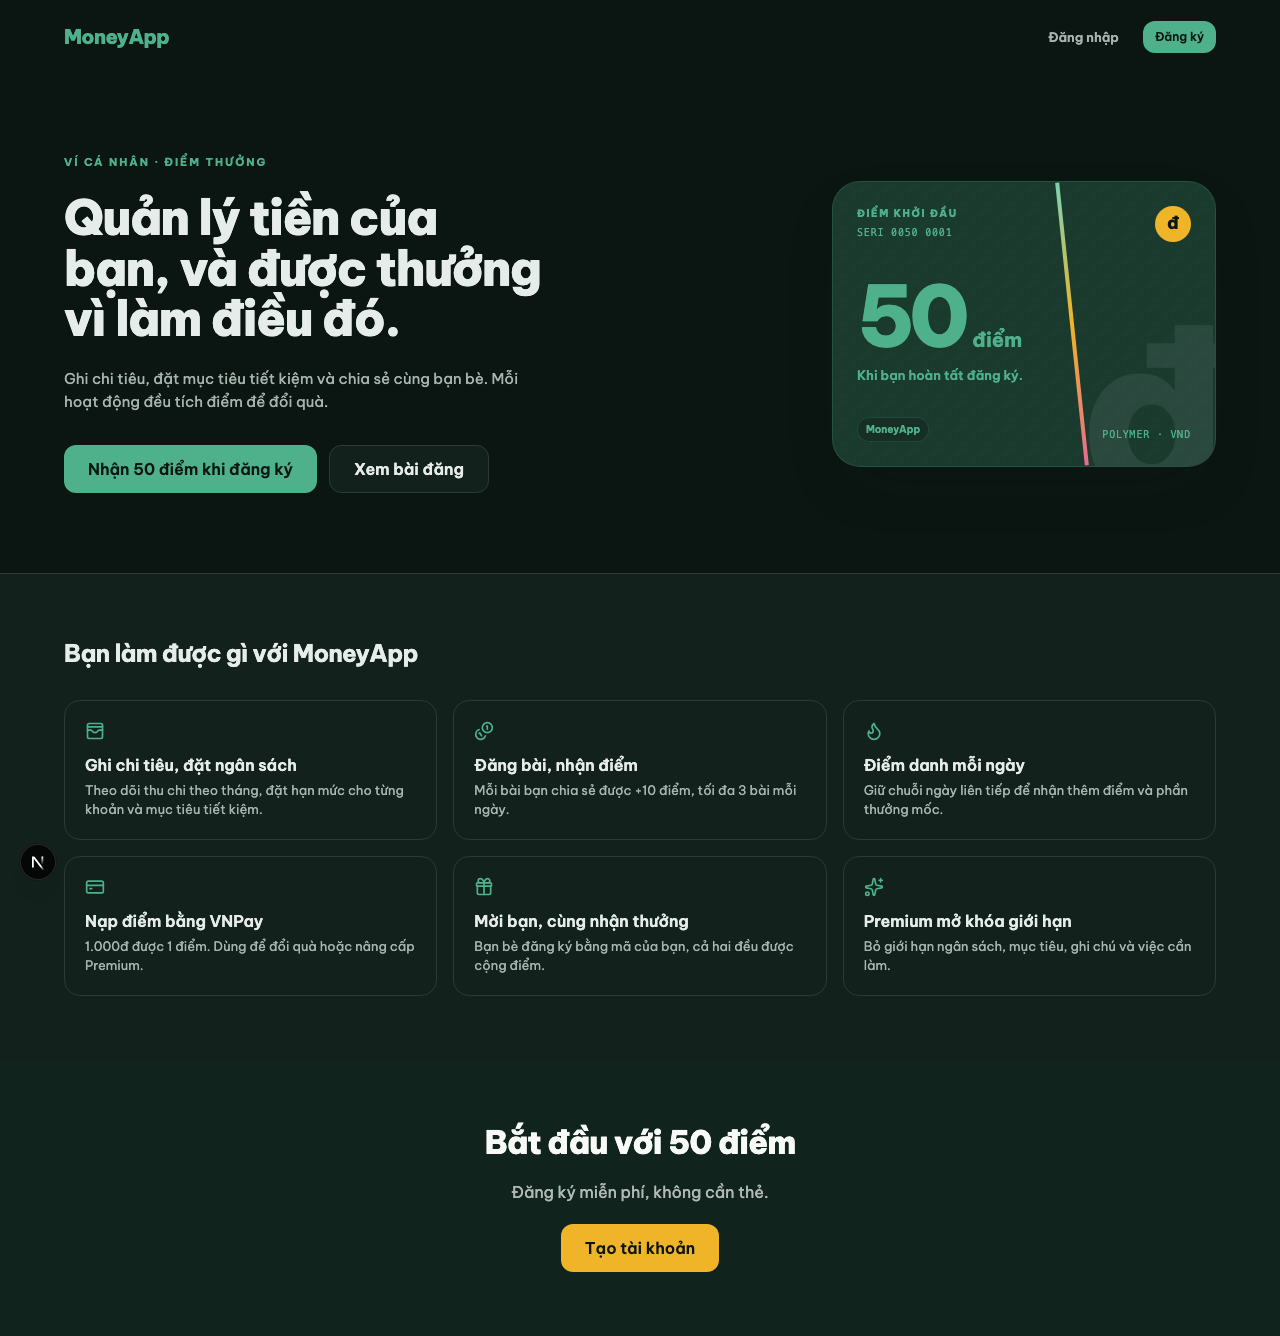 MoneyApp
Đăng nhập
Đăng ký
VÍ CÁ NHÂN · ĐIỂM THƯỞNG
Quản lý tiền của
bạn, và được thưởng
vì làm điều đó.
Ghi chi tiêu, đặt mục tiêu tiết kiệm và chia sẻ cùng bạn bè. Mỗi
hoạt động đều tích điểm để đổi quà.
Nhận 50 điểm khi đăng ký
Xem bài đăng
ĐIỂM KHỞI ĐẦU
SERI 0050 0001
đ
50 điểm
Khi bạn hoàn tất đăng ký.
MoneyApp
đ
POLYMER · VND
Bạn làm được gì với MoneyApp
Ghi chi tiêu, đặt ngân sách
Theo dõi thu chi theo tháng, đặt hạn mức cho từng
khoản và mục tiêu tiết kiệm.
Đăng bài, nhận điểm
Mỗi bài bạn chia sẻ được +10 điểm, tối đa 3 bài mỗi
ngày.
Điểm danh mỗi ngày
Giữ chuỗi ngày liên tiếp để nhận thêm điểm và phần
thưởng mốc.
N
Nạp điểm bằng VNPay
1.000đ được 1 điểm. Dùng để đổi quà hoặc nâng cấp
Premium.
Mời bạn, cùng nhận thưởng
Bạn bè đăng ký bằng mã của bạn, cả hai đều được
cộng điểm.
Premium mở khóa giới hạn
Bỏ giới hạn ngân sách, mục tiêu, ghi chú và việc cần
làm.
Bắt đầu với 50 điểm
Đăng ký miễn phí, không cần thẻ.
Tạo tài khoản